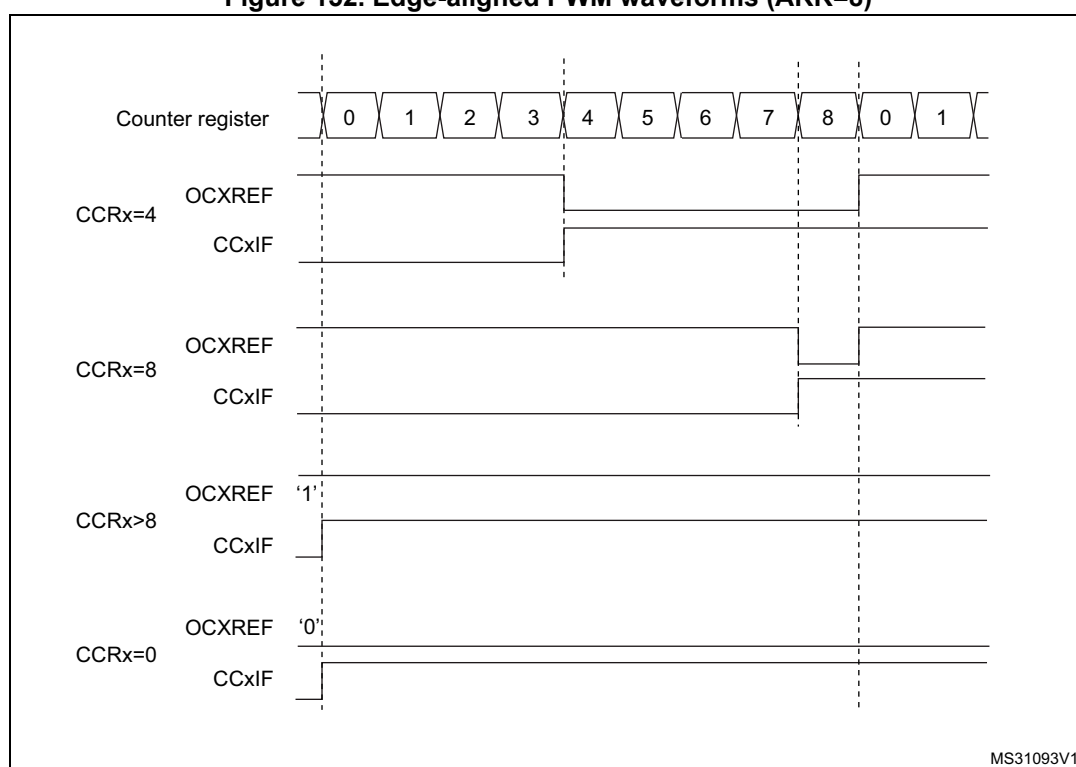 Figure 152. Edge-aligned PWM waveforms (ARR=8)
Counter register 0 1 2 3 4 5 6 7 8 0 1
OCXREF
CCRx=4
CCxIF
OCXREF
CCRx=8
CCxIF
OCXREF ‘1’
CCRx>8
CCxIF
OCXREF ‘0’
CCRx=0
CCxIF
MS31093V1